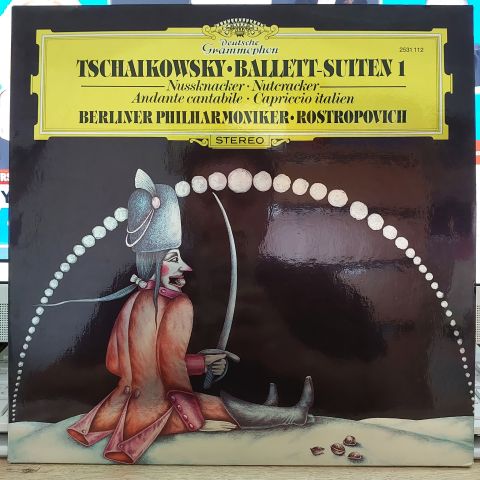 Deutsche
Grammophon
2531 112
TSCHAIKOWSKY · BALLETT-SUITEN 1
Nussknacker · Nutcracker
Andante cantabile · Capriccio italien
BERLINER PHILHARMONIKER · ROSTROPOVICH
STEREO